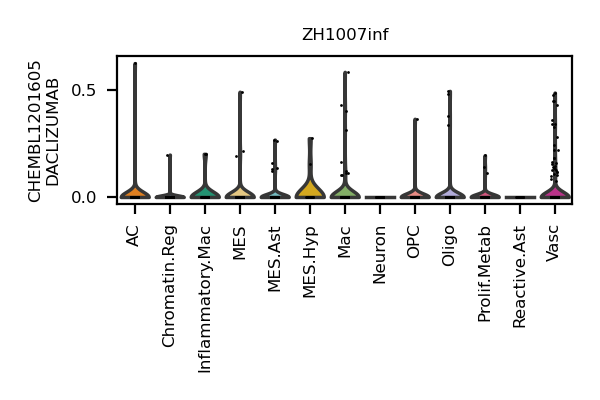 ZH1007inf
CHEMBL1201605
DACLIZUMAB
0.5
0.0
AC
Chromatin.Reg
Inflammatory.Mac
MES
MES.Ast
MES.Hyp
Mac
Neuron
OPC
Oligo
Prolif.Metab
Reactive.Ast
Vasc